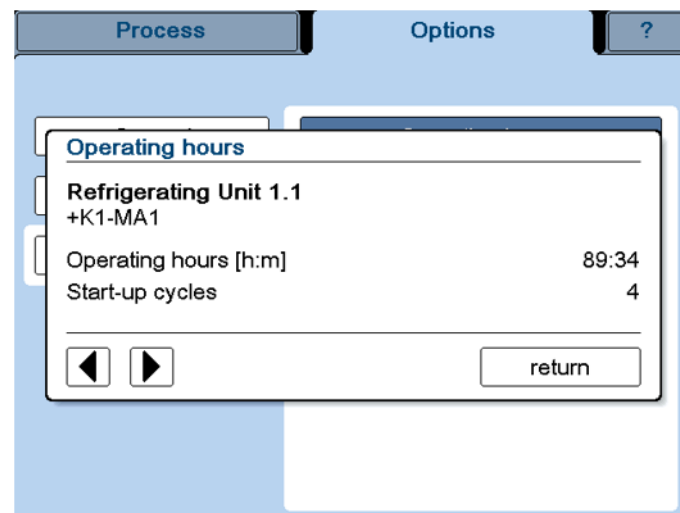 Process Options ?
Operating hours
Refrigerating Unit 1.1
+K1-MA1
Operating hours [h:m] 89:34
Start-up cycles 4
return